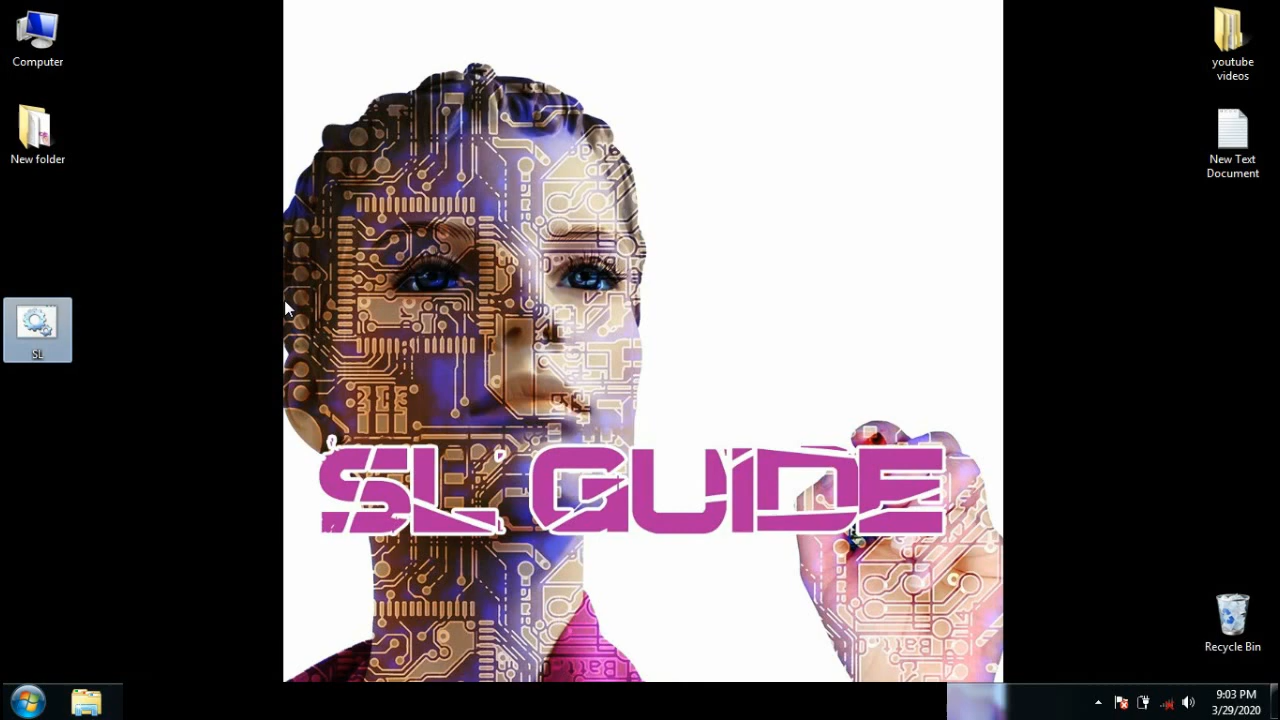 Computer
New folder
SL
SL GUIDE
youtube
videos
New Text
Document
Recycle Bin
9:03 PM
3/29/2020